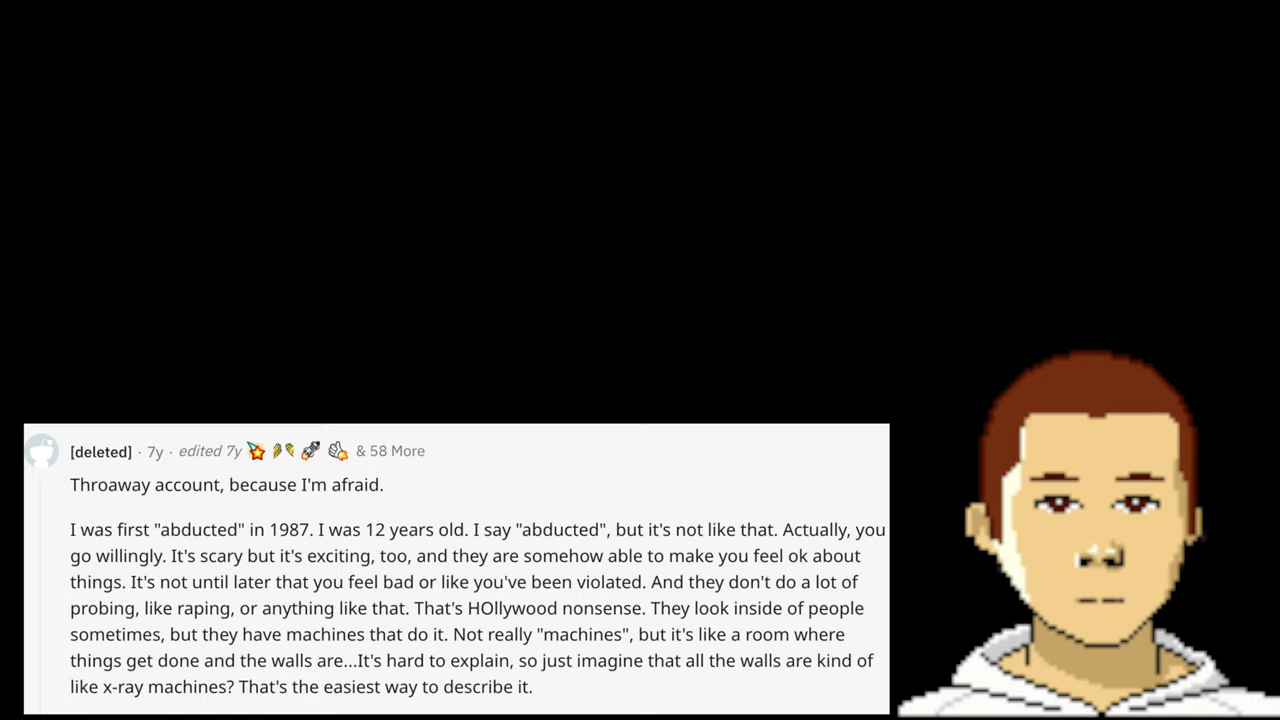 [deleted] · 7y · edited 7y & 58 More
Throaway account, because I'm afraid.
I was first "abducted" in 1987. I was 12 years old. I say "abducted", but it's not like that. Actually, you
go willingly. It's scary but it's exciting, too, and they are somehow able to make you feel ok about
things. It's not until later that you feel bad or like you've been violated. And they don't do a lot of
probing, like raping, or anything like that. That's HOllywood nonsense. They look inside of people
sometimes, but they have machines that do it. Not really "machines", but it's like a room where
things get done and the walls are...It's hard to explain, so just imagine that all the walls are kind of
like x-ray machines? That's the easiest way to describe it.